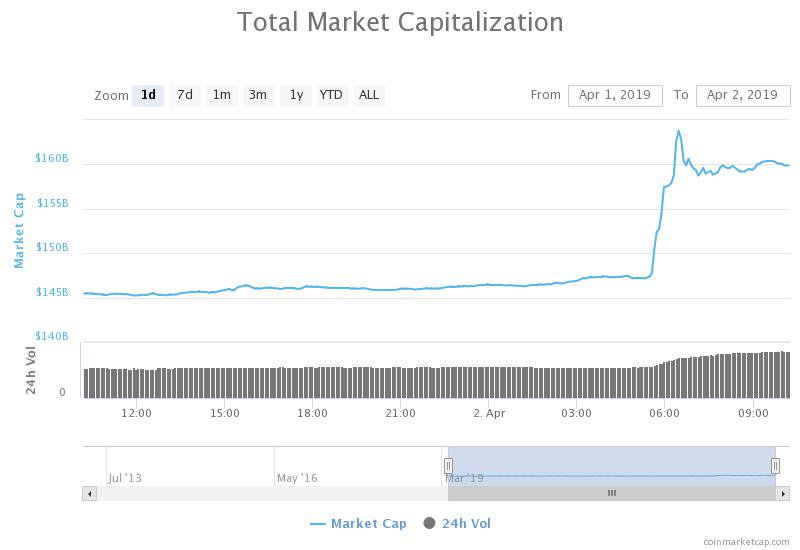 Total Market Capitalization
Zoom 1d 7d 1m 3m 1y YTD ALL From Apr 1, 2019 To Apr 2, 2019
Market Cap
$160B
$155B
$150B
$145B
$140B
24h Vol
0
12:00 15:00 18:00 21:00 2. Apr 03:00 06:00 09:00
Jul '13 May '16 Mar '19
Market Cap 24h Vol
coinmarketcap.com